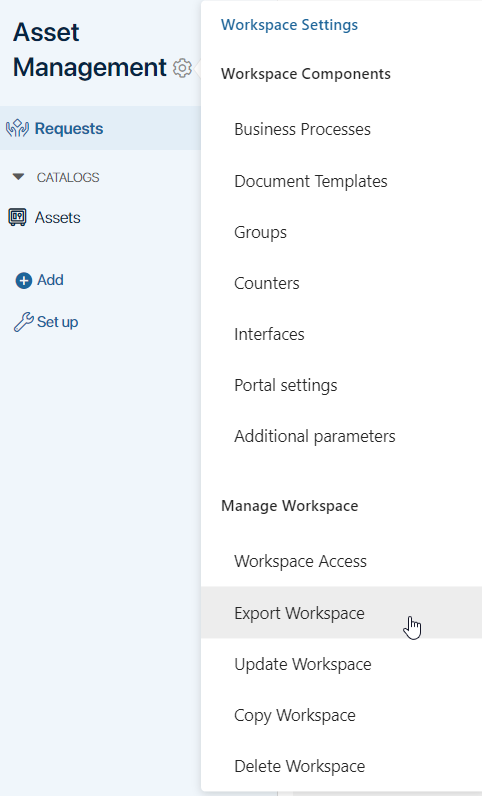 Asset
Management
Requests
CATALOGS
Assets
Add
Set up
Workspace Settings
Workspace Components
Business Processes
Document Templates
Groups
Counters
Interfaces
Portal settings
Additional parameters
Manage Workspace
Workspace Access
Export Workspace
Update Workspace
Copy Workspace
Delete Workspace